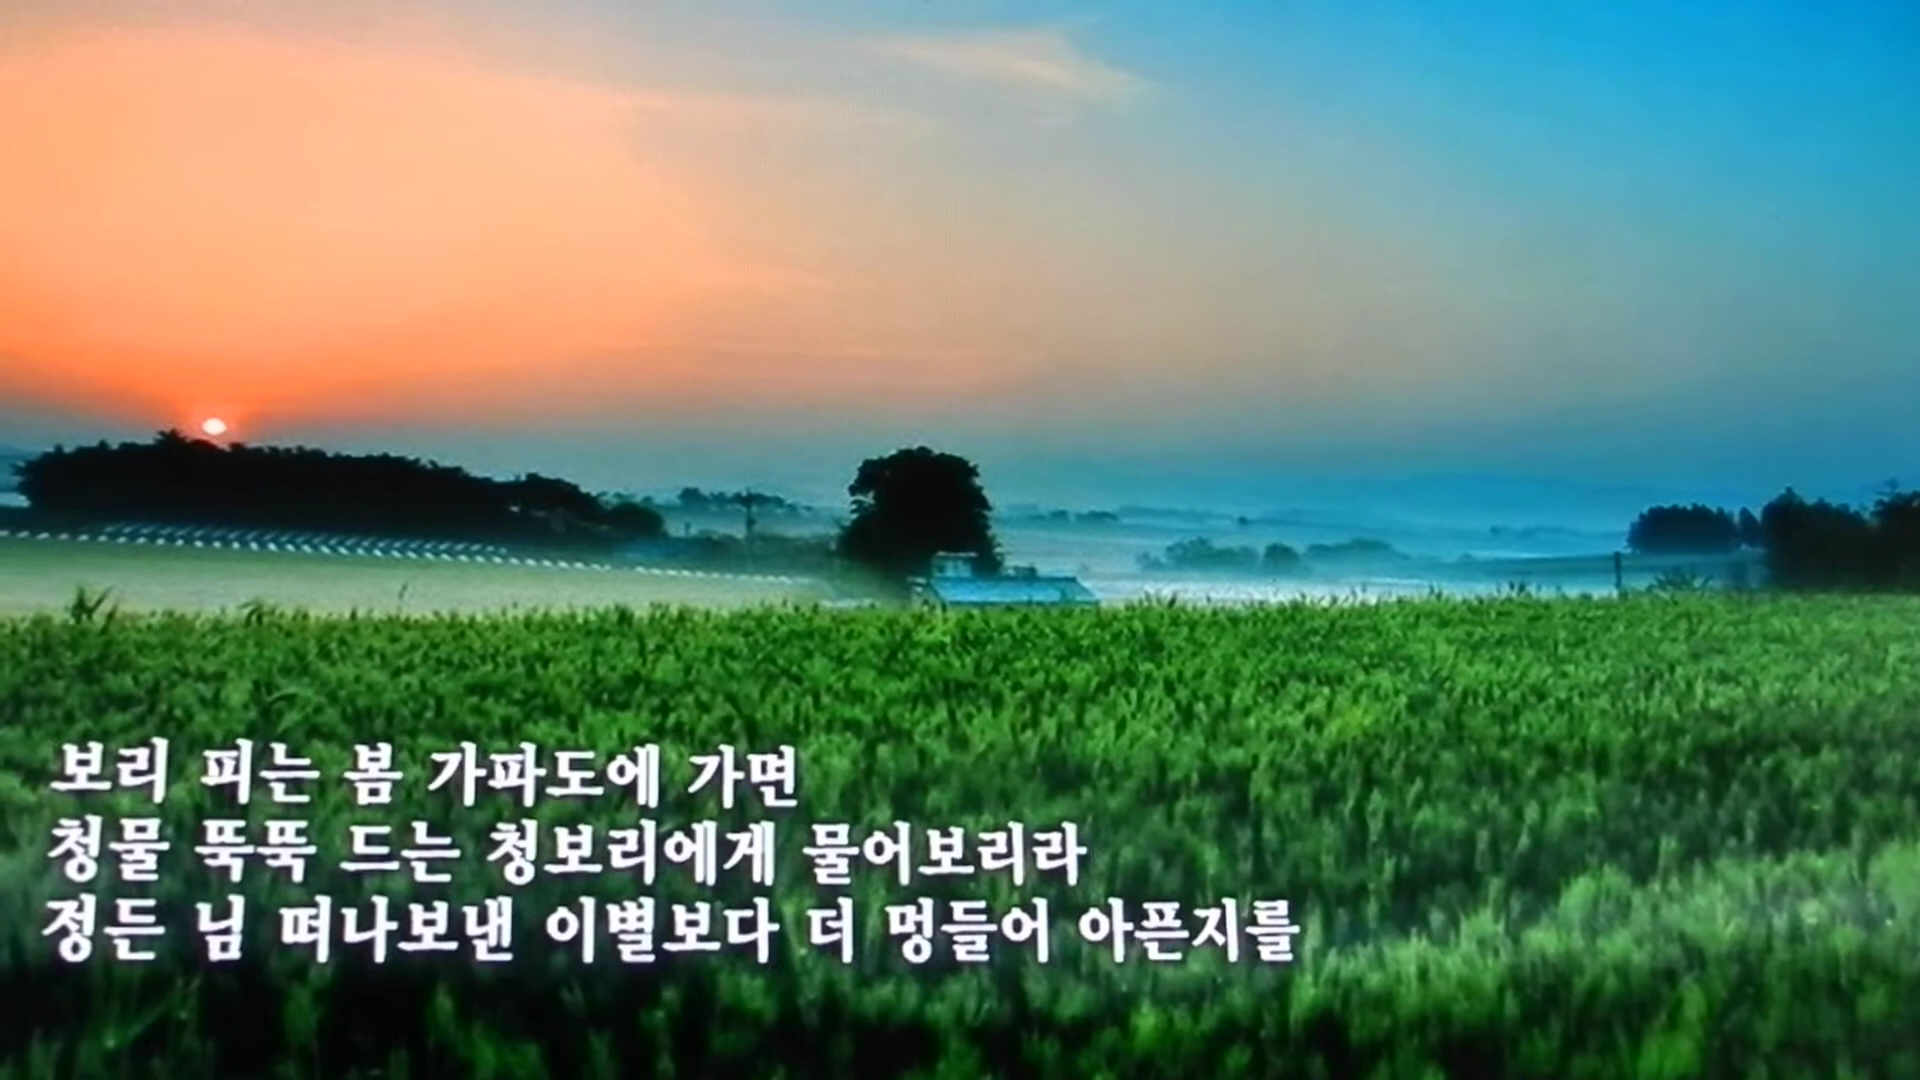 보리 피는 봄 가파도에 가면
청물 뚝뚝 드는 청보리에게 물어보리라
정든 님 떠나보낸 이별보다 더 멍들어 아픈지를